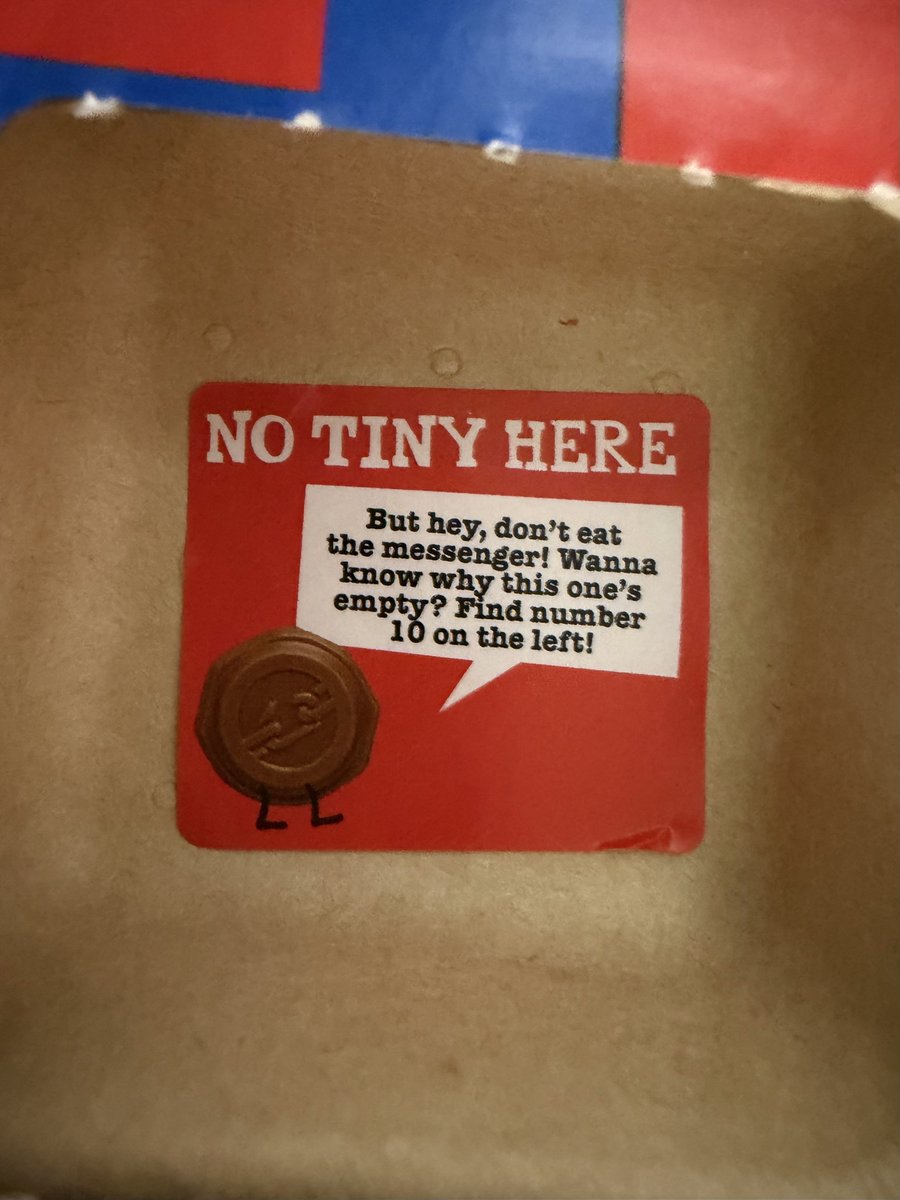 NO TINY HERE
But hey, don't eat
the messenger! Wanna
know why this one's
empty? Find number
10 on the left!